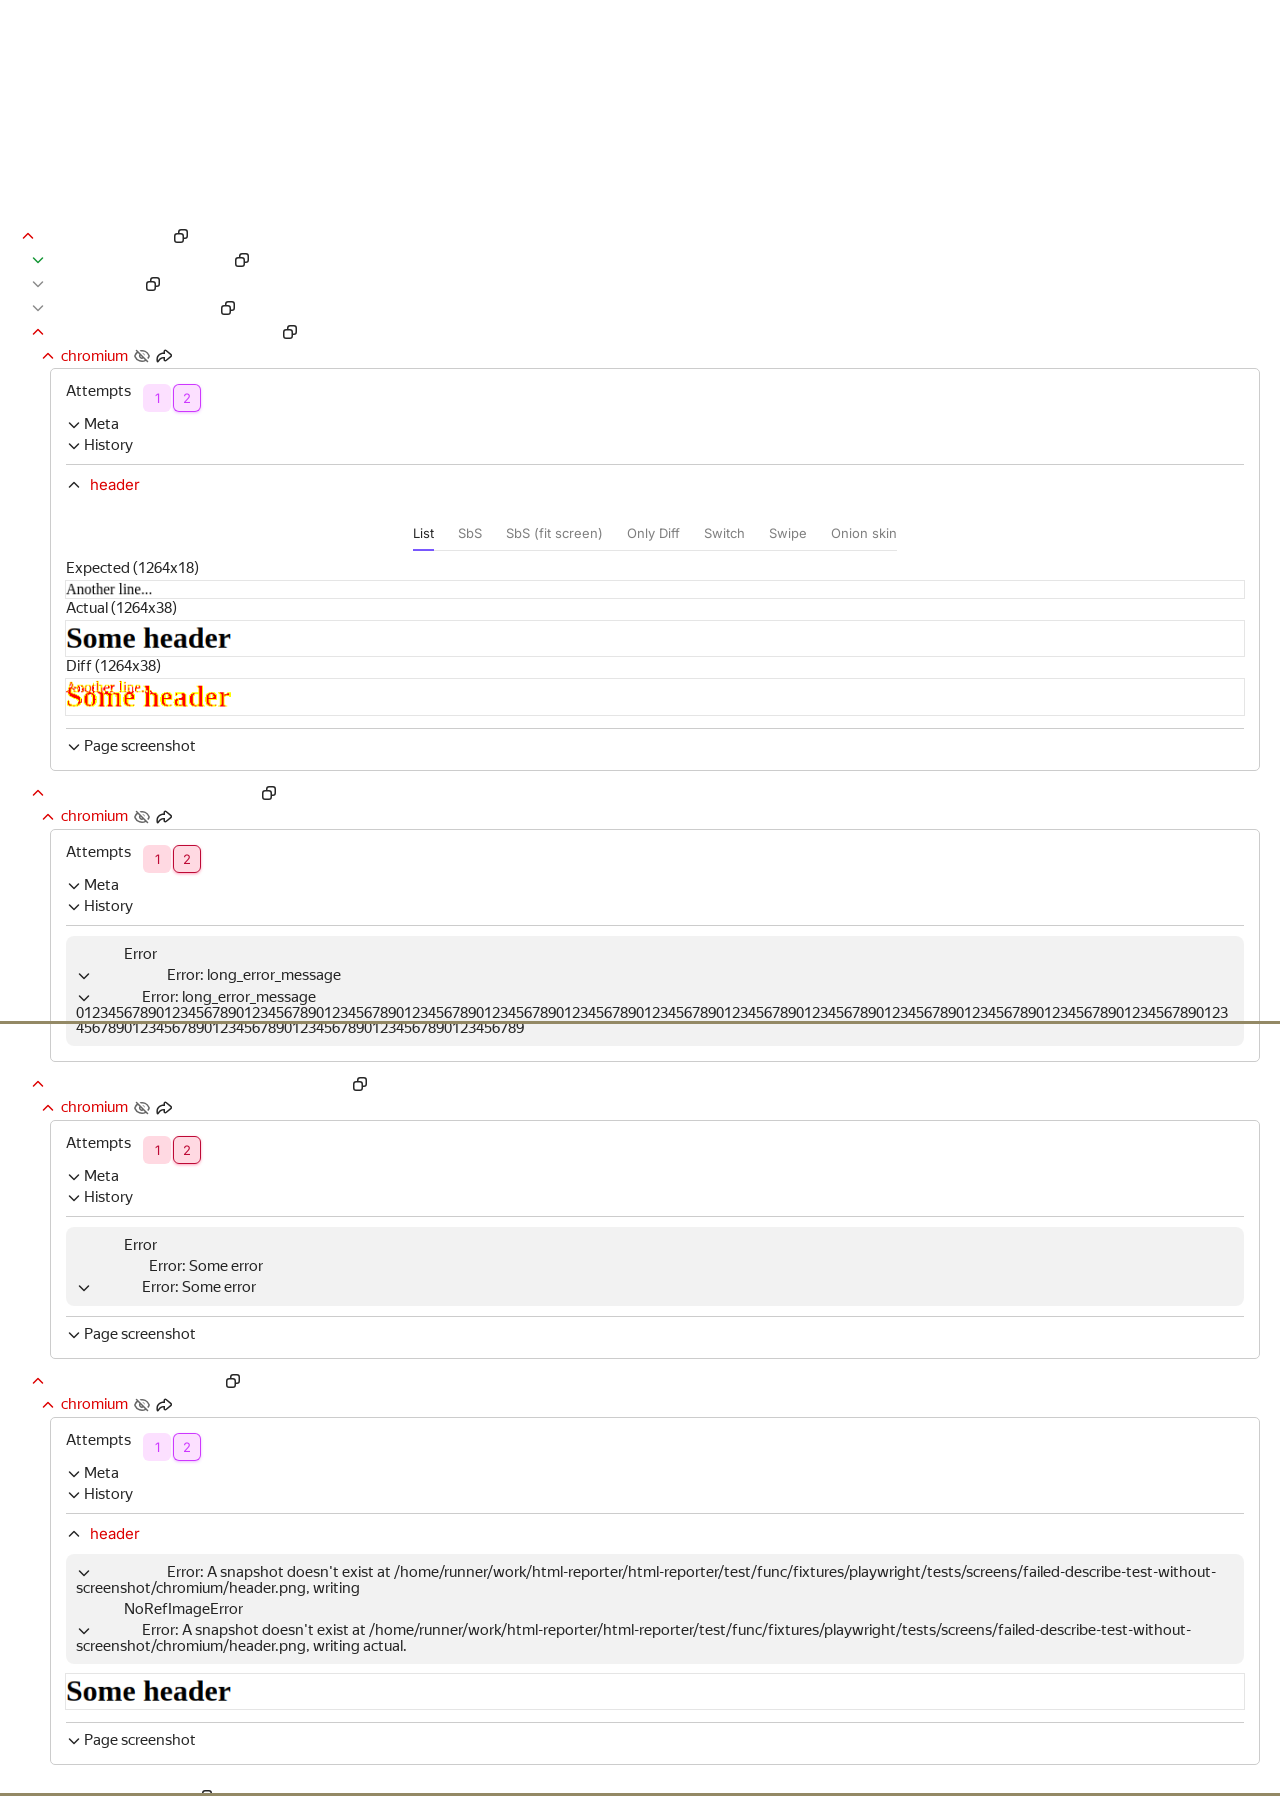 chromium
Attempts 1 2
Meta
History
header
List SbS SbS (fit screen) Only Diff Switch Swipe Onion skin
Expected (1264x18)
Another line...
Actual (1264x38)
Some header
Diff (1264x38)
Another line...
Some header
Page screenshot
chromium
Attempts 1 2
Meta
History
Error
Error: long_error_message
Error: long_error_message
0123456789012345678901234567890123456789012345678901234567890123456789012345678901234567890123456789012345678901234567890123456789012345678901234567890123
4567890123456789012345678901234567890123456789
chromium
Attempts 1 2
Meta
History
Error
Error: Some error
Error: Some error
Page screenshot
chromium
Attempts 1 2
Meta
History
header
Error: A snapshot doesn't exist at /home/runner/work/html-reporter/html-reporter/test/func/fixtures/playwright/tests/screens/failed-describe-test-without-
screenshot/chromium/header.png, writing
NoRefImageError
Error: A snapshot doesn't exist at /home/runner/work/html-reporter/html-reporter/test/func/fixtures/playwright/tests/screens/failed-describe-test-without-
screenshot/chromium/header.png, writing actual.
Some header
Page screenshot